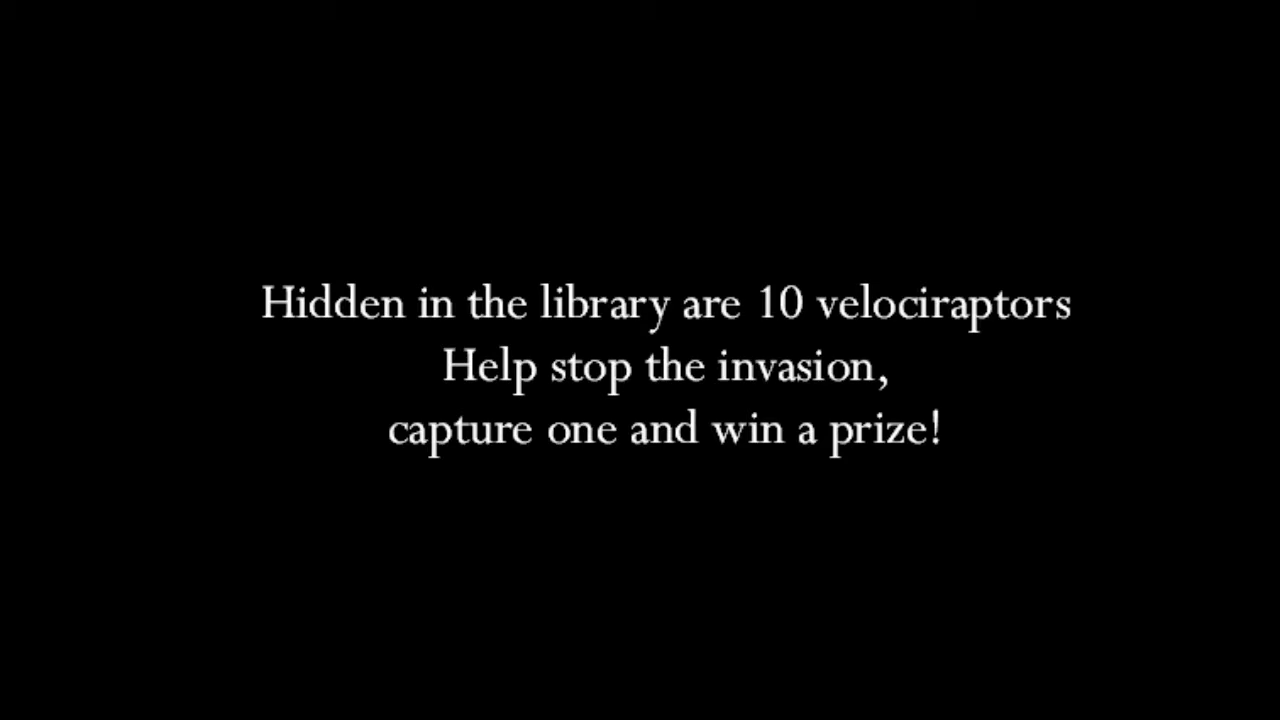 Hidden in the library are 10 velociraptors
Help stop the invasion,
capture one and win a prize!